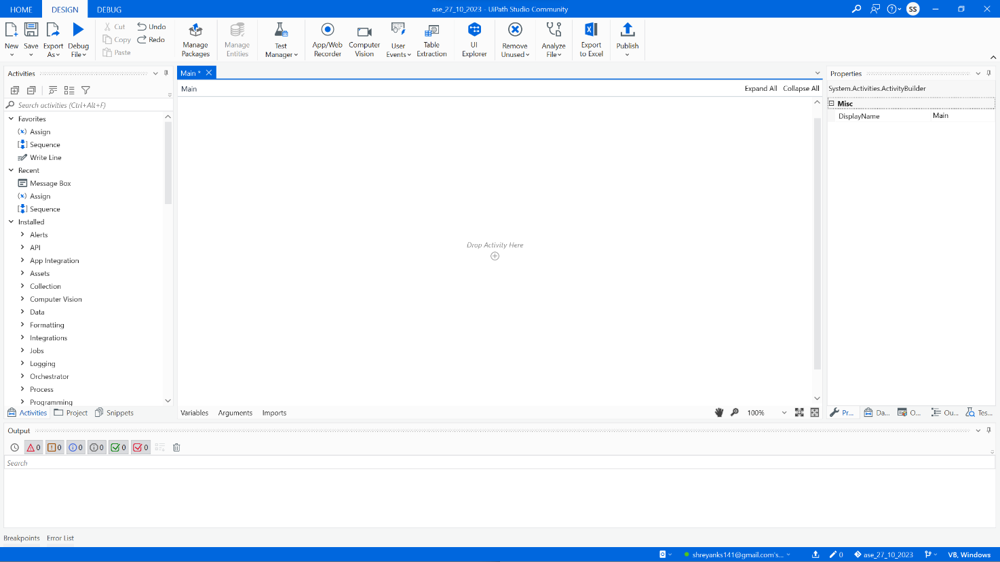 HOME DESIGN DEBUG ase_27_10_2023 - UiPath Studio Community SS
New Save Export As Debug File Cut Copy Paste Undo Redo Manage Packages Manage Entities Test Manager App/Web Recorder Computer Vision User Events Table Extraction UI Explorer Remove Unused Analyze File Export to Excel Publish
Activities
Search activities (Ctrl+Alt+F)
Favorites
Assign
Sequence
Write Line
Recent
Message Box
Assign
Sequence
Installed
Alerts
API
App Integration
Assets
Collection
Computer Vision
Data
Formatting
Integrations
Jobs
Logging
Orchestrator
Process
Programming
Activities Project Snippets
Main *
Main Expand All Collapse All
Drop Activity Here
Variables Arguments Imports 100%
Properties
System.Activities.ActivityBuilder
Misc
DisplayName Main
Pr... Da... O... Ou... Tes...
Output
0 0 0 0 0 0
Search
Breakpoints Error List
shreyanks141@gmail.com's... 0 ase_27_10_2023 VB, Windows